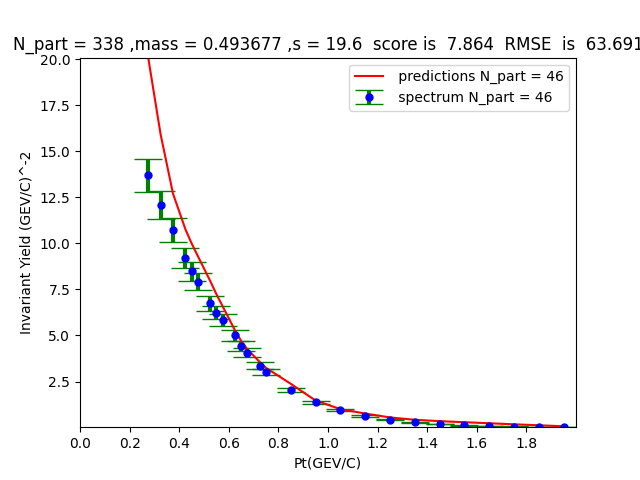 N_part = 338 ,mass = 0.493677 ,s = 19.6  score is  7.864  RMSE  is  63.691
20.0
17.5
15.0
12.5
10.0
7.5
5.0
2.5
Invariant Yield (GEV/C)^-2
predictions N_part = 46
spectrum N_part = 46
0.0 0.2 0.4 0.6 0.8 1.0 1.2 1.4 1.6 1.8
Pt(GEV/C)